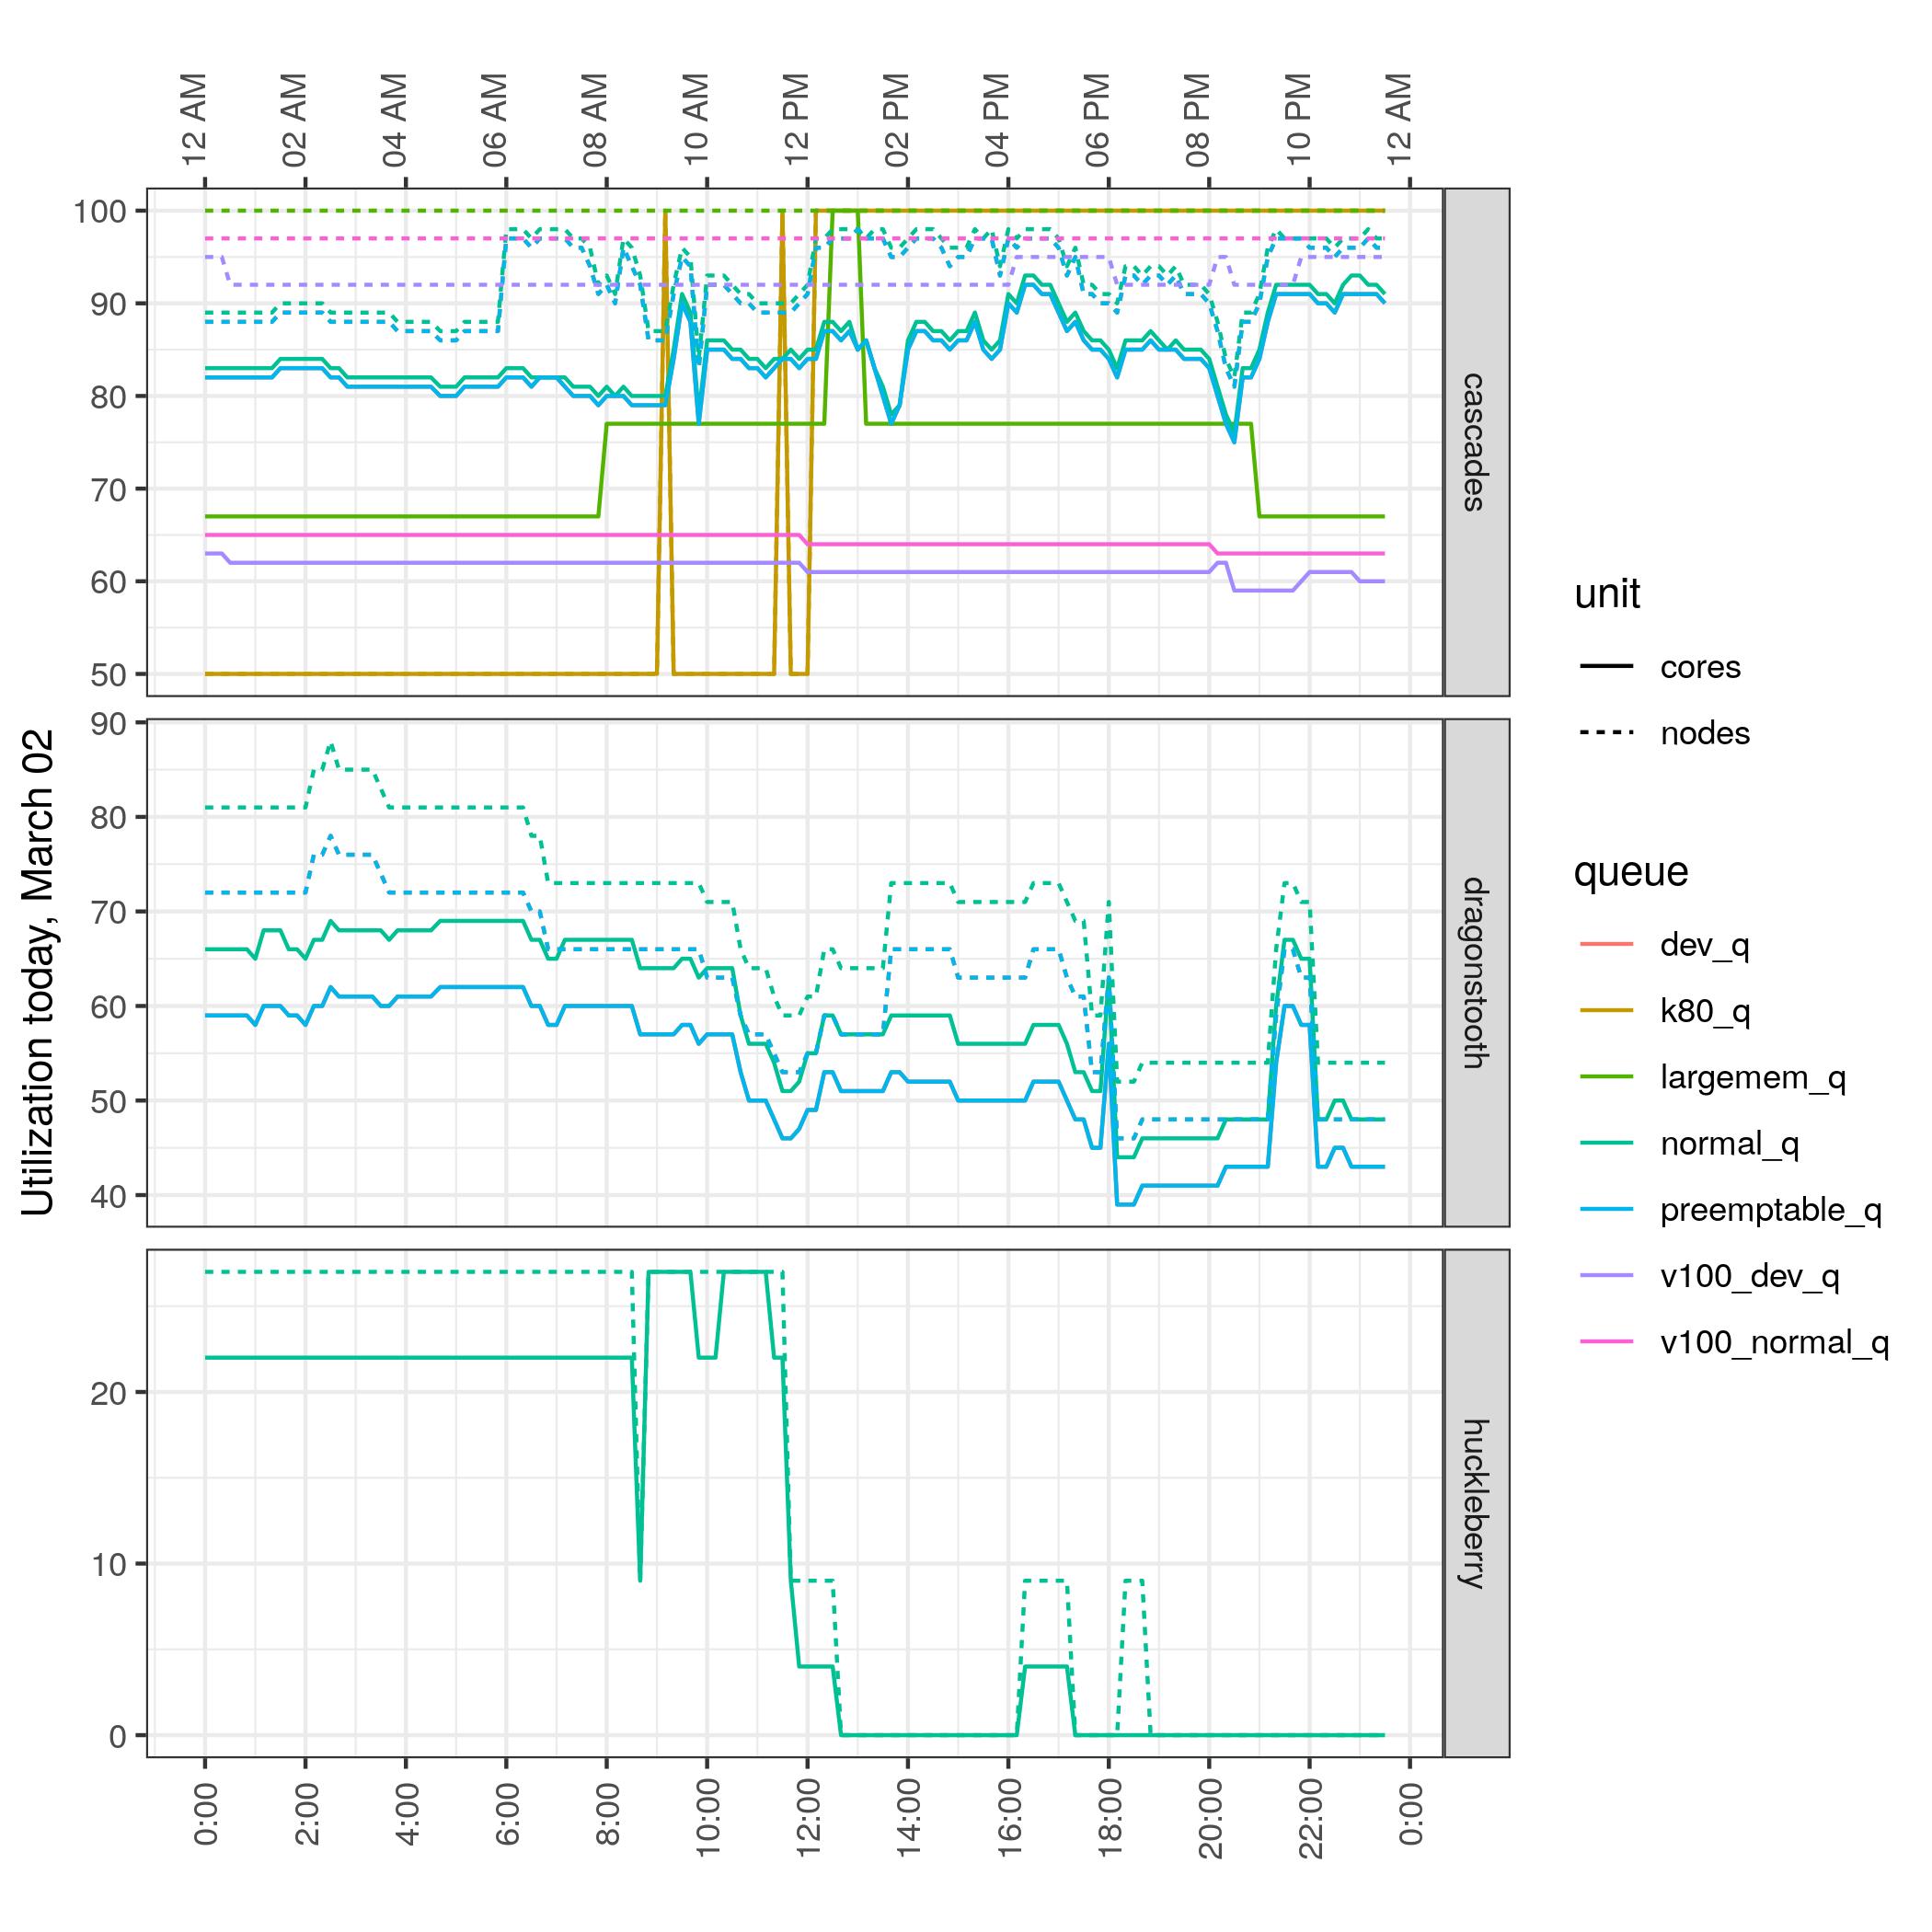 12 AM
02 AM
04 AM
06 AM
08 AM
10 AM
12 PM
02 PM
04 PM
06 PM
08 PM
10 PM
12 AM
Utilization today, March 02
100
90
80
70
60
50
cascades
90
80
70
60
50
40
dragonstooth
20
10
0
huckleberry
0:00
2:00
4:00
6:00
8:00
10:00
12:00
14:00
16:00
18:00
20:00
22:00
0:00
unit
cores
nodes
queue
dev_q
k80_q
largemem_q
normal_q
preemptable_q
v100_dev_q
v100_normal_q